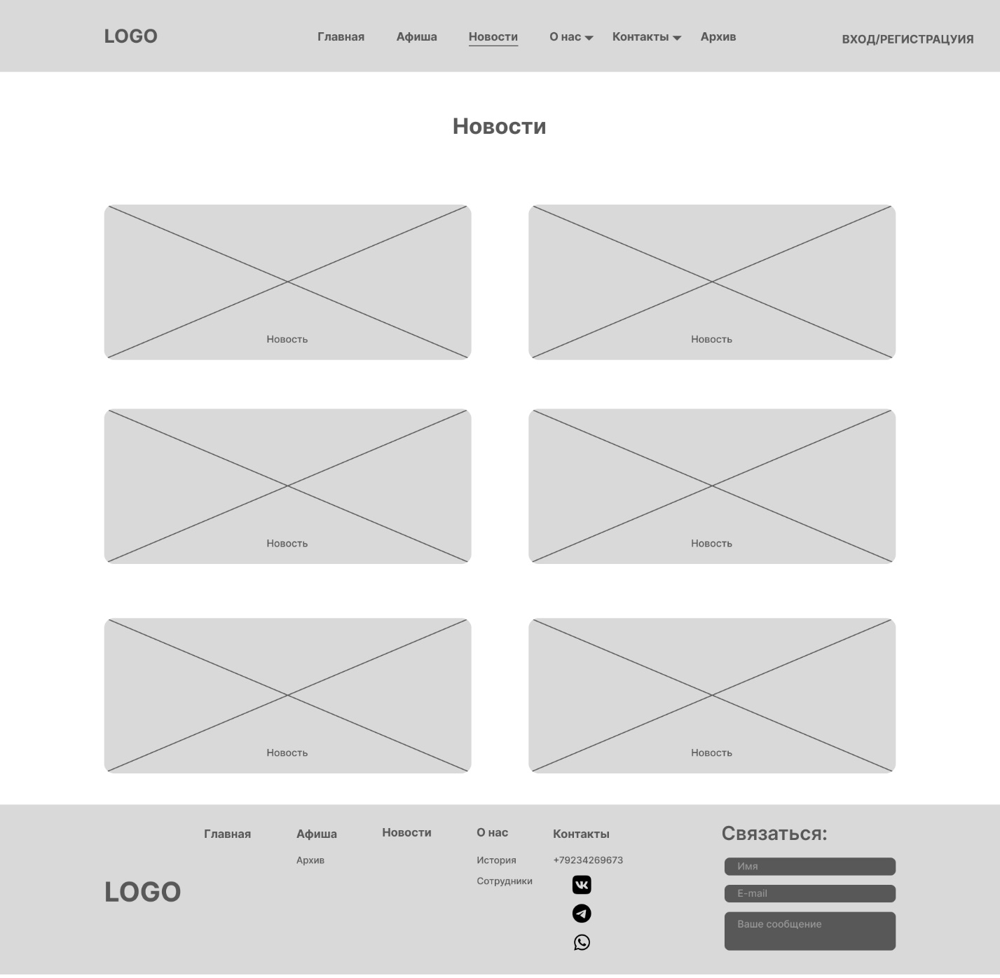 LOGO
Главная Афиша Новости О нас Контакты Архив
ВХОД/РЕГИСТРАЦУИЯ
Новости
Новость
Новость
Новость
Новость
Новость
Новость
LOGO
Главная
Афиша
Архив
Новости
О нас
История
Сотрудники
Контакты
+79234269673
Связаться:
Имя
E-mail
Ваше сообщение